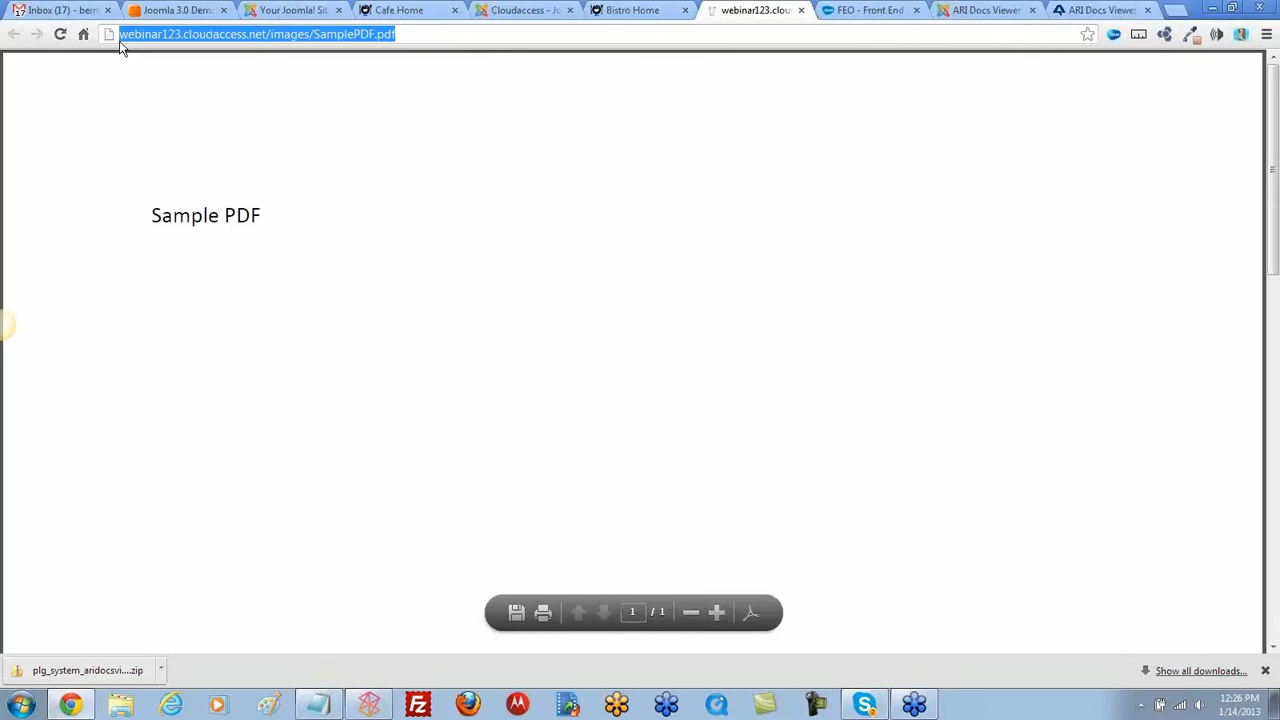 Inbox (17) - bern
Joomla 3.0 Demo
Your Joomla! Sit
Cafe Home
Cloudaccess - Jo
Bistro Home
webinar123.clou
FEO - Front End
ARI Docs Viewer
ARI Docs Viewer
webinar123.cloudaccess.net/images/SamplePDF.pdf
Sample PDF
1 / 1
plg_system_aridocsvi....zip
Show all downloads...
12:26 PM
1/14/2013